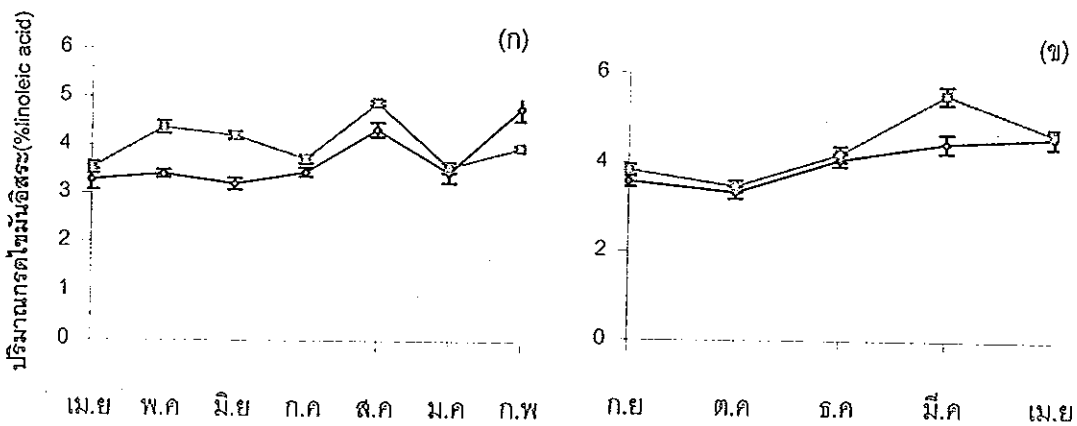 ปริมาณกรดไขมันอิสระ(%linoleic acid)
(ก)
6
5
4
3
2
1
0
เม.ย พ.ค มิ.ย ก.ค ส.ค ม.ค ก.พ
(ข)
6
4
2
0
ก.ย ต.ค ธ.ค มี.ค เม.ย